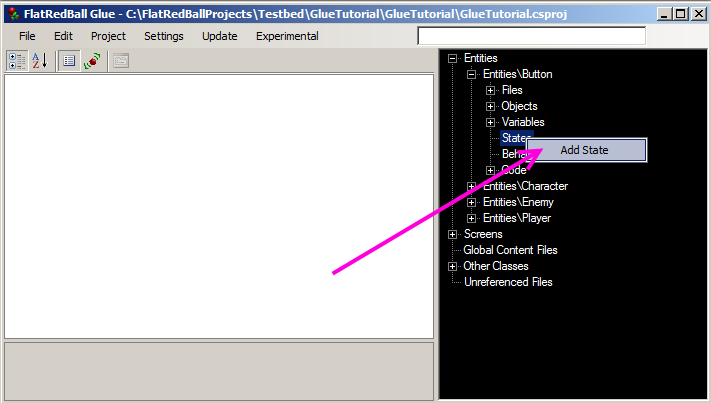 FlatRedBall Glue - C:\FlatRedBallProjects\Testbed\GlueTutorial\GlueTutorial\GlueTutorial.csproj
File Edit Project Settings Update Experimental
Entities
Entities\Button
Files
Objects
Variables
States
Add State
Code
Entities\Character
Entities\Enemy
Entities\Player
Screens
Global Content Files
Other Classes
Unreferenced Files